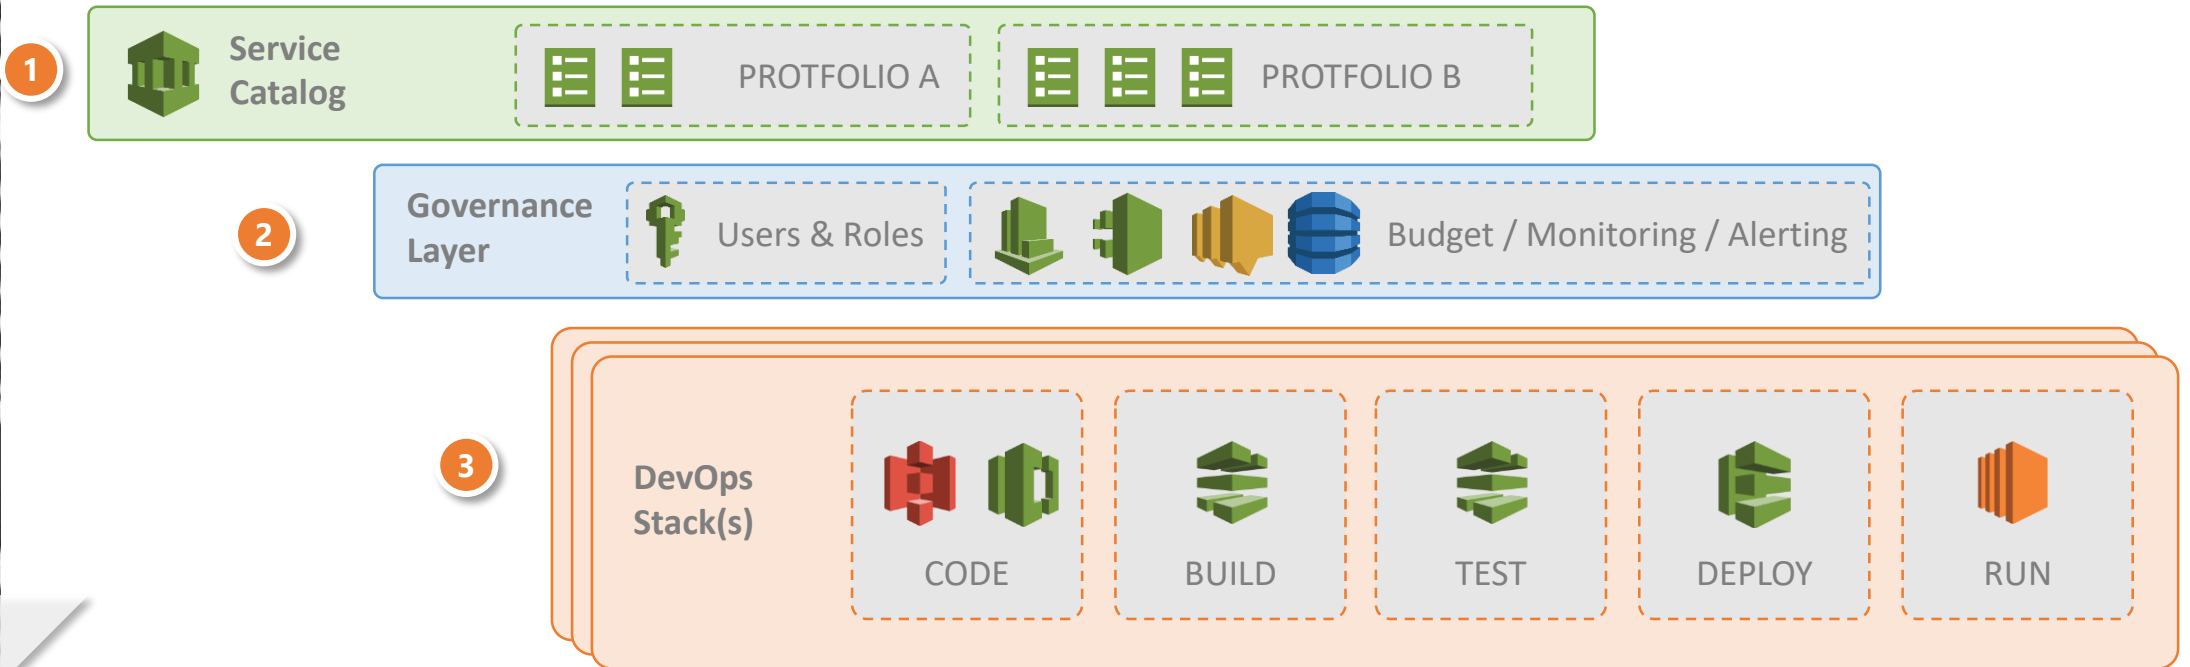 1
Service
Catalog
PROTFOLIO A
PROTFOLIO B
2
Governance
Layer
Users & Roles
Budget / Monitoring / Alerting
3
DevOps
Stack(s)
CODE
BUILD
TEST
DEPLOY
RUN